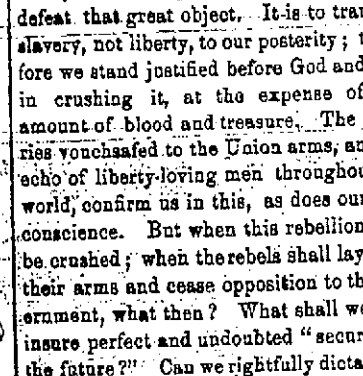 defeat that great object. It is to tran
slavery, not liberty, to our posterity; t
fore we stand justified before God and
in crushing it, at the expense of
amount of blood and treasure. The
ries vouchsafed to the Union arms, an
echo of liberty-loving men throughou
world, confirm us in this, as does our
conscience. But when this rebellion
be crushed; when the rebels shall lay
their arms and cease opposition to th
ernment, what then? What shall we
insure perfect and undoubted "secur
the future?" Can we rightfully dicta